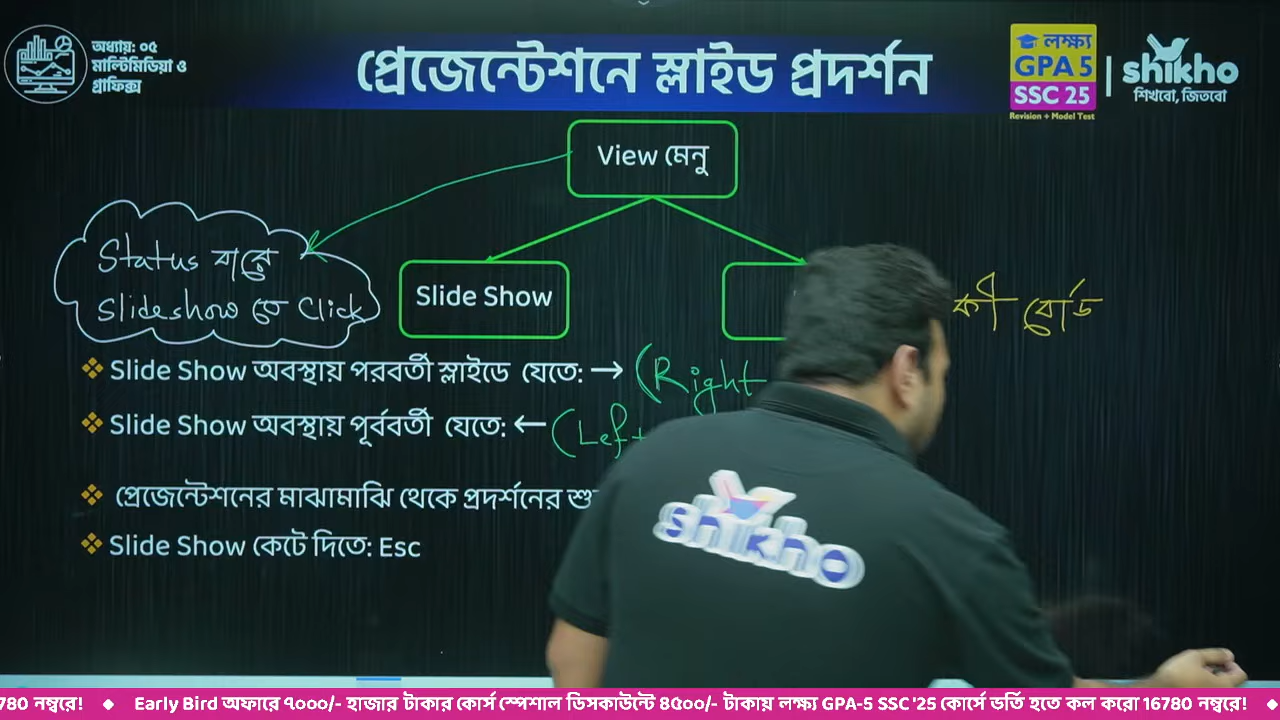 অধ্যায়: ০৫
মাল্টিমিডিয়া ও
গ্রাফিক্স
প্রেজেন্টেশনে স্লাইড প্রদর্শন
লক্ষ্য
GPA 5
SSC 25
Revision + Model Test
shikho
শিখবো, জিতবো
View মেনু
Status বারে
Slideshow তে Click
Slide Show
কী বোর্ড
Slide Show অবস্থায় পরবর্তী স্লাইডে যেতে: → (Right
Slide Show অবস্থায় পূর্ববর্তী যেতে: ← (Left
প্রেজেন্টেশনের মাঝামাঝি থেকে প্রদর্শনের
Slide Show কেটে দিতে: Esc
shikho
780 নম্বরে! ◆ Early Bird অফারে ৭০০০/- হাজার টাকার কোর্স স্পেশাল ডিসকাউন্টে ৪৫০০/- টাকায় লক্ষ্য GPA-5 SSC '25 কোর্সে ভর্তি হতে কল করো 16780 নম্বরে! ◆